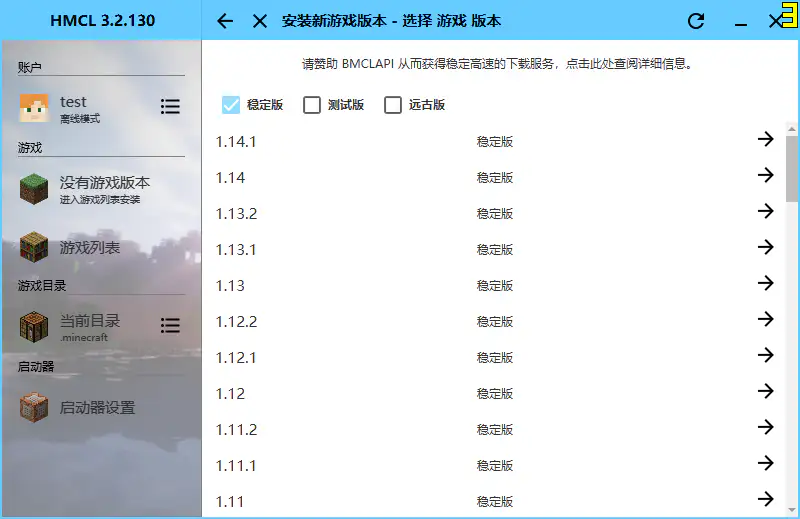 HMCL 3.2.130
安装新游戏版本 - 选择 游戏 版本
3
账户
test
离线模式
游戏
没有游戏版本
进入游戏列表安装
游戏列表
游戏目录
当前目录
.minecraft
启动器
启动器设置
请赞助 BMCLAPI 从而获得稳定高速的下载服务，点击此处查阅详细信息。
稳定版 测试版 远古版
1.14.1 稳定版
1.14 稳定版
1.13.2 稳定版
1.13.1 稳定版
1.13 稳定版
1.12.2 稳定版
1.12.1 稳定版
1.12 稳定版
1.11.2 稳定版
1.11.1 稳定版
1.11 稳定版